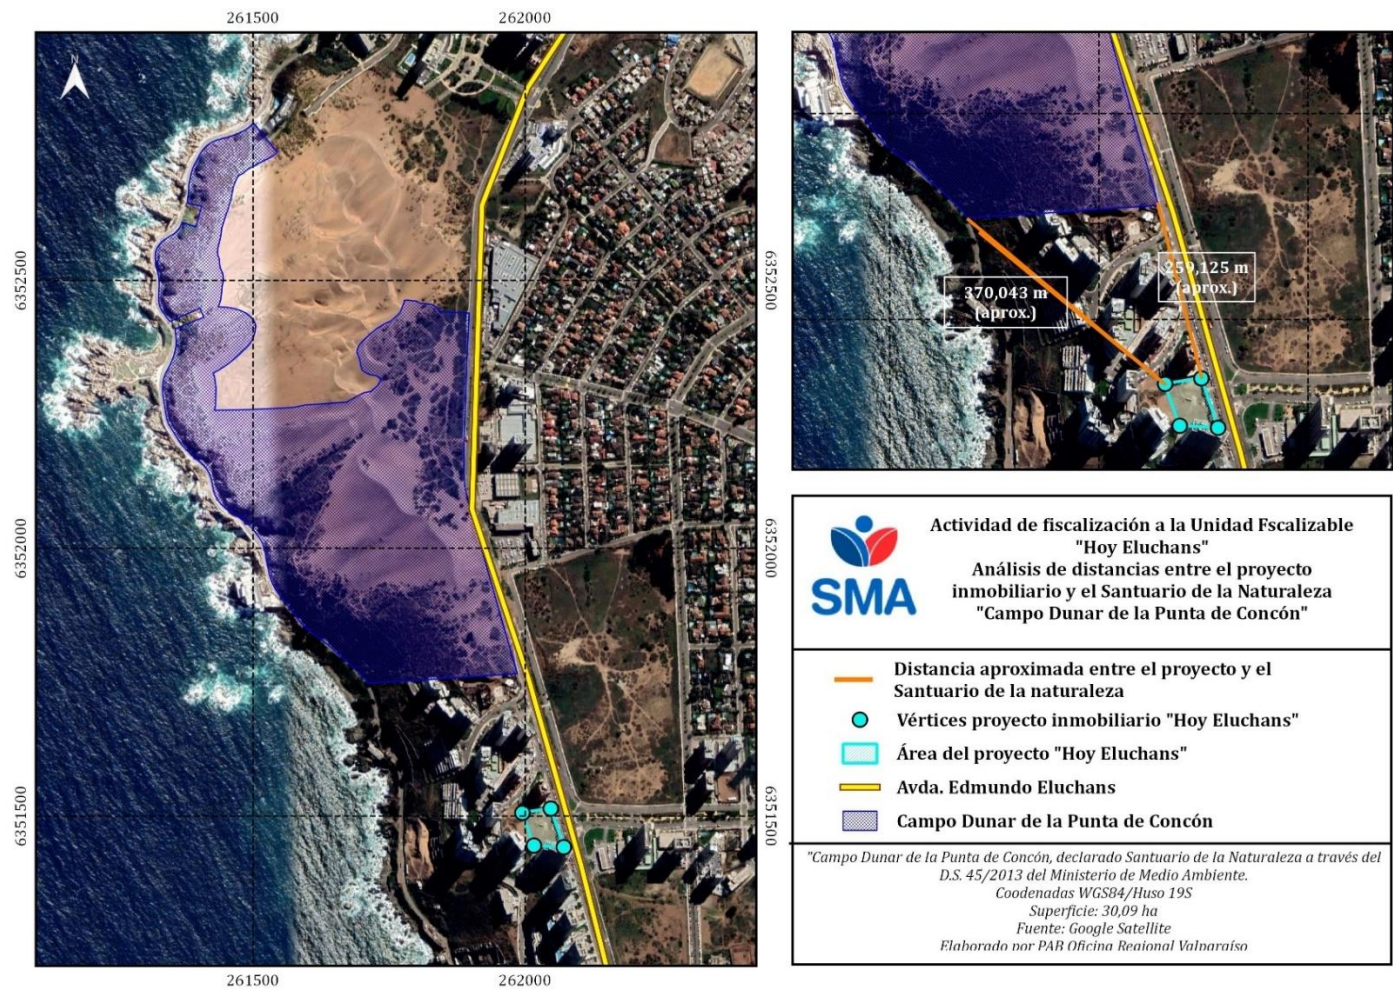 261500
262000
N
6352500
6352000
6351500
6352500
6352000
6351500
261500
262000
370,043 m
(aprox.)
259,125 m
(aprox.)
SMA
Actividad de fiscalización a la Unidad Fscalizable
"Hoy Eluchans"
Análisis de distancias entre el proyecto
inmobiliario y el Santuario de la Naturaleza
"Campo Dunar de la Punta de Concón"
Distancia aproximada entre el proyecto y el
Santuario de la naturaleza
Vértices proyecto inmobiliario "Hoy Eluchans"
Área del proyecto "Hoy Eluchans"
Avda. Edmundo Eluchans
Campo Dunar de la Punta de Concón
"Campo Dunar de la Punta de Concón, declarado Santuario de la Naturaleza a través del
D.S. 45/2013 del Ministerio de Medio Ambiente.
Coodenadas WGS84/Huso 19S
Superficie: 30,09 ha
Fuente: Google Satellite
Elaborado por PAB Oficina Regional Valparaíso